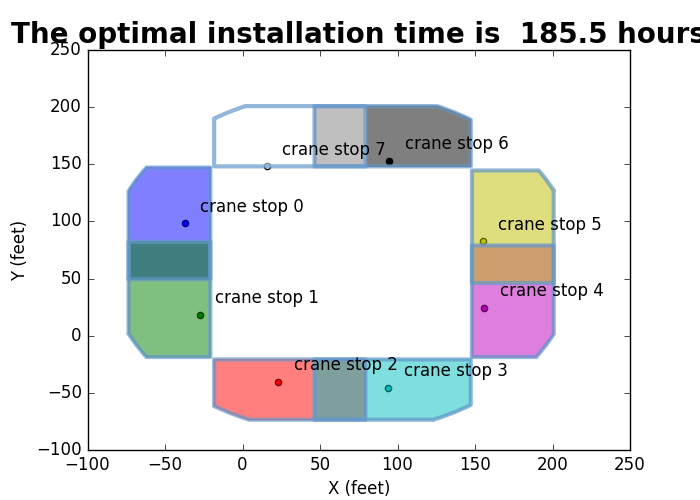 The optimal installation time is  185.5 hours
250
200
150
100
50
0
−50
−100
Y (feet)
crane stop 7
crane stop 6
crane stop 0
crane stop 5
crane stop 1
crane stop 4
crane stop 2
crane stop 3
−100
−50
0
50
100
150
200
250
X (feet)